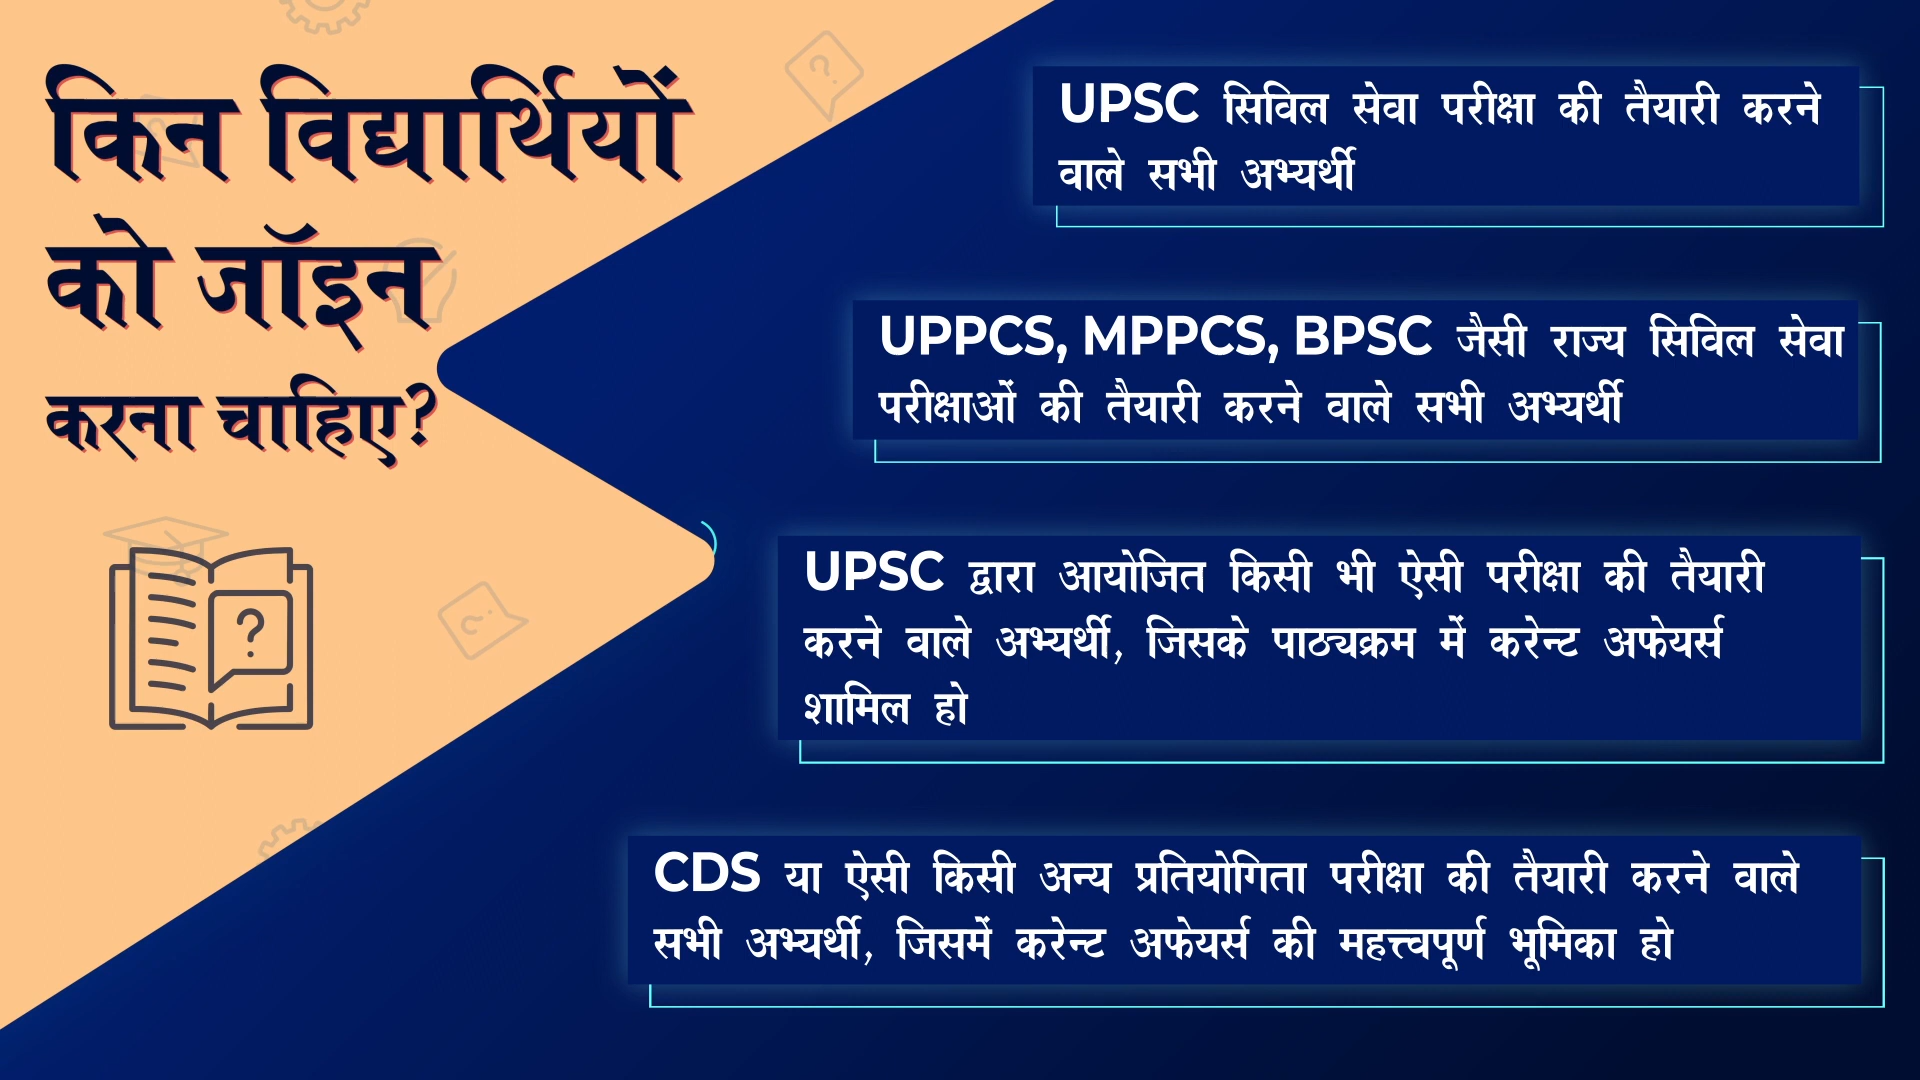 किन विद्यार्थियों
को जॉइन
करना चाहिए?
?
UPSC सिविल सेवा परीक्षा की तैयारी करने
वाले सभी अभ्यर्थी
UPPCS, MPPCS, BPSC जैसी राज्य सिविल सेवा
परीक्षाओं की तैयारी करने वाले सभी अभ्यर्थी
UPSC द्वारा आयोजित किसी भी ऐसी परीक्षा की तैयारी
करने वाले अभ्यर्थी, जिसके पाठ्यक्रम में करेन्ट अफेयर्स
शामिल हो
CDS या ऐसी किसी अन्य प्रतियोगिता परीक्षा की तैयारी करने वाले
सभी अभ्यर्थी, जिसमें करेन्ट अफेयर्स की महत्त्वपूर्ण भूमिका हो